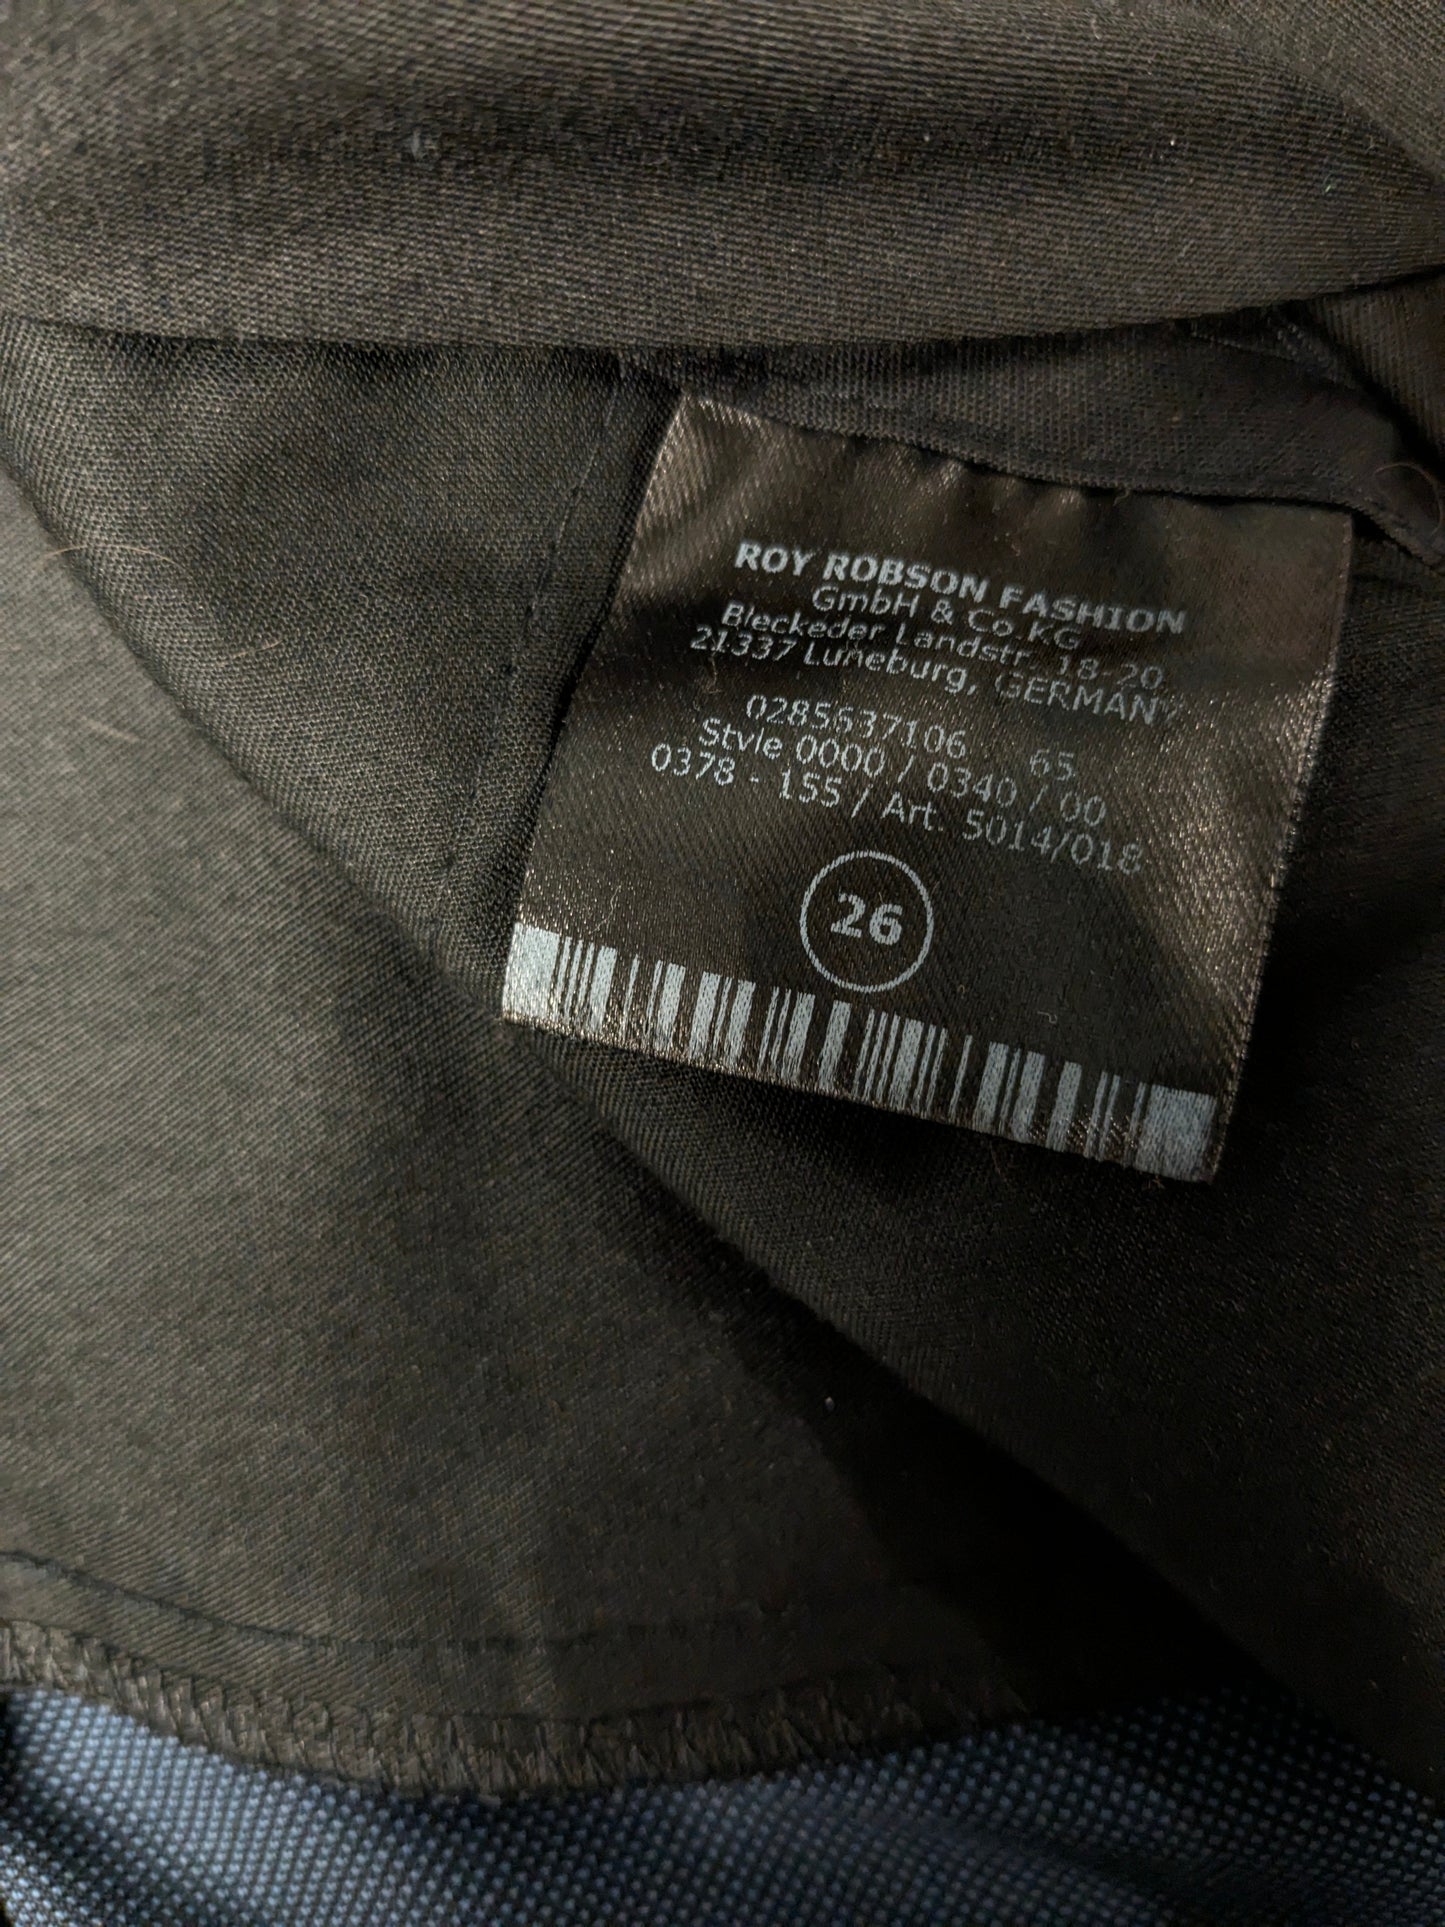 ROY ROBSON FASHION
GmbH & Co.KG
Bleckeder Landstr. 18-20
21337 Lüneburg, GERMANY
0285637106 65
Style 0000 / 0340 / 00
0378 - 155 / Art. 5014/018
26